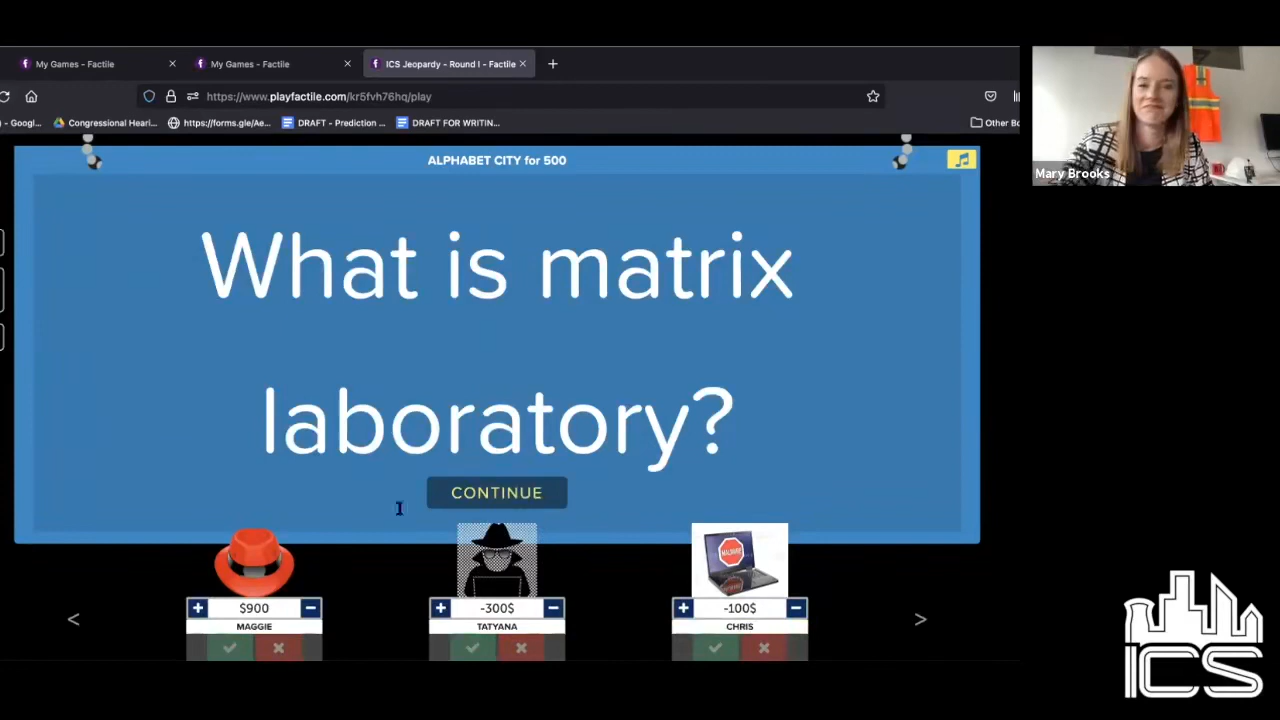 My Games - Factile
My Games - Factile
ICS Jeopardy - Round I - Factile
https://www.playfactile.com/kr5fvh76hq/play
- Googl...
Congressional Heari...
https://forms.gle/Ae...
DRAFT - Prediction ...
DRAFT FOR WRITIN...
Other Bo
ALPHABET CITY for 500
Mary Brooks
What is matrix
laboratory?
CONTINUE
MALWARE
+ $900 −
+ -300$ −
+ -100$ −
< >
MAGGIE
TATYANA
CHRIS
ICS